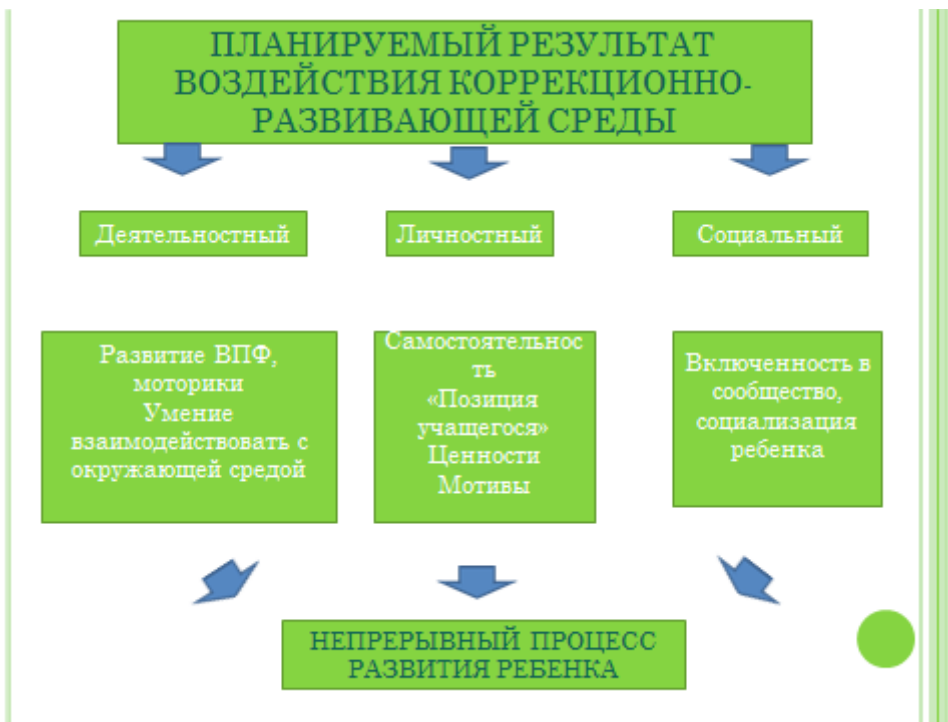 ПЛАНИРУЕМЫЙ РЕЗУЛЬТАТ
ВОЗДЕЙСТВИЯ КОРРЕКЦИОННО-
РАЗВИВАЮЩЕЙ СРЕДЫ
Деятельностный
Личностный
Социальный
Развитие ВПФ,
моторики
Умение
взаимодействовать с
окружающей средой
Самостоятельнос
ть
«Позиция
учащегося»
Ценности
Мотивы
Включенность в
сообщество,
социализация
ребенка
НЕПРЕРЫВНЫЙ ПРОЦЕСС
РАЗВИТИЯ РЕБЕНКА